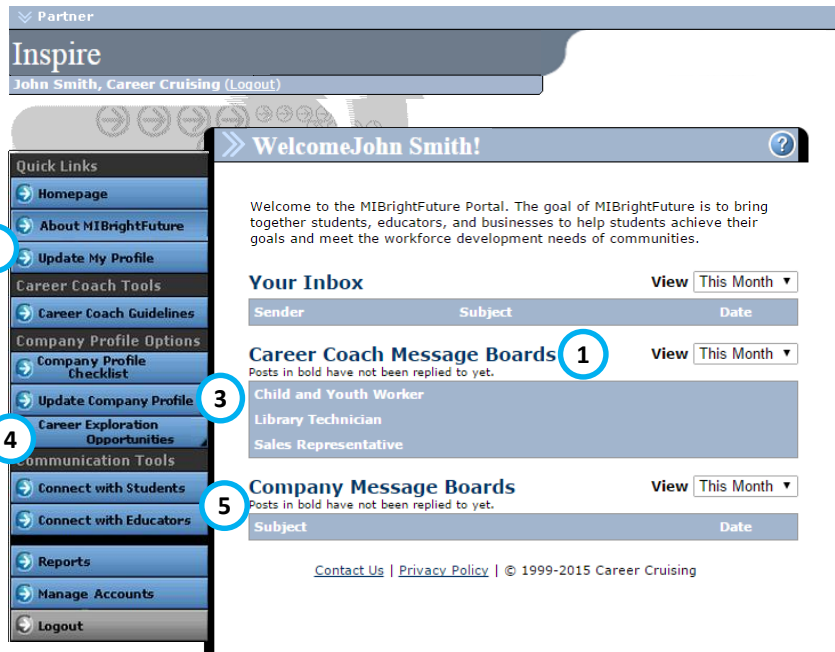 Partner
Inspire
John Smith, Career Cruising (Logout)
Quick Links
Homepage
About MIBrightFuture
Update My Profile
Career Coach Tools
Career Coach Guidelines
Company Profile Options
Company Profile
Checklist
Update Company Profile
3
Career Exploration
Opportunities
4
Communication Tools
Connect with Students
5
Connect with Educators
Reports
Manage Accounts
Logout
WelcomeJohn Smith!
?
Welcome to the MIBrightFuture Portal. The goal of MIBrightFuture is to bring
together students, educators, and businesses to help students achieve their
goals and meet the workforce development needs of communities.
Your Inbox
View This Month
Sender Subject Date
Career Coach Message Boards 1
View This Month
Posts in bold have not been replied to yet.
Child and Youth Worker
Library Technician
Sales Representative
Company Message Boards
View This Month
Posts in bold have not been replied to yet.
Subject Date
Contact Us | Privacy Policy | © 1999-2015 Career Cruising